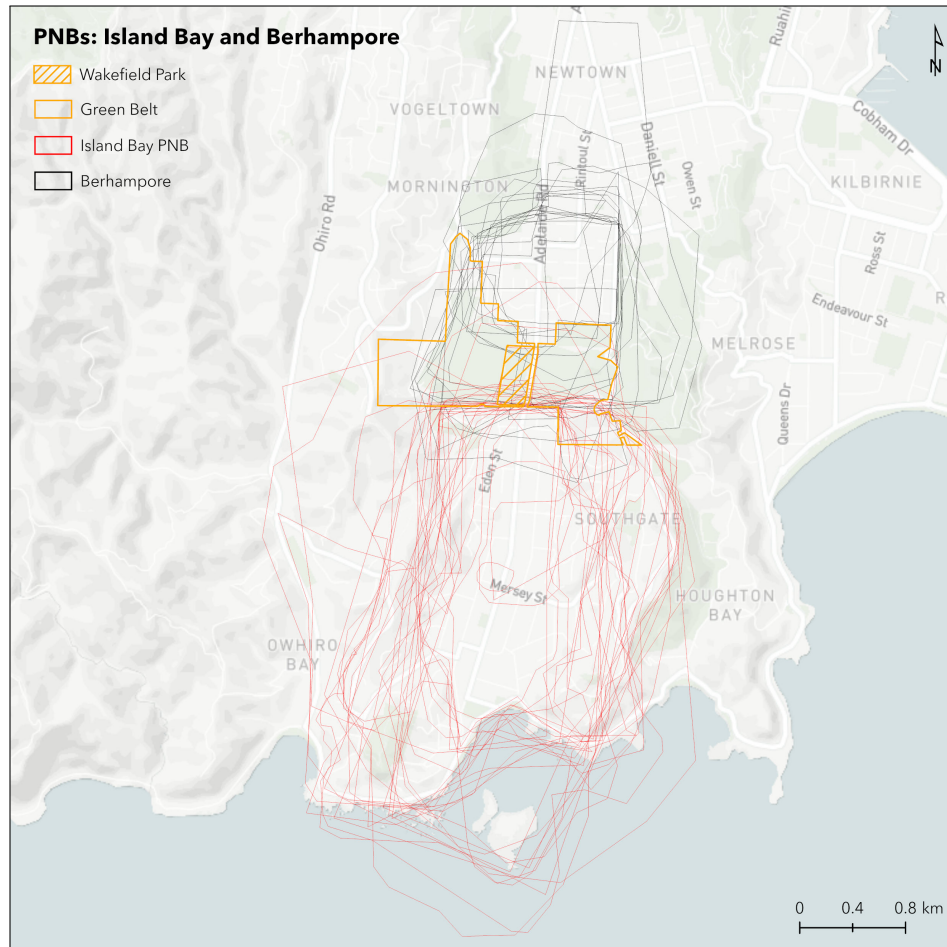 PNBs: Island Bay and Berhampore
Wakefield Park
Green Belt
Island Bay PNB
Berhampore
N
A
Ruahi
NEWTOWN
VOGELTOWN
Cobham Dr
Rintoul St
Daniell St
Owen St
KILBIRNIE
MORNINGTON
Adelaide Rd
Ohiro Rd
Ross St
R
Endeavour St
MELROSE
Queens Dr
Eden St
SOUTHGATE
Mersey St
HOUGHTON
BAY
OWHIRO
BAY
0 0.4 0.8 km